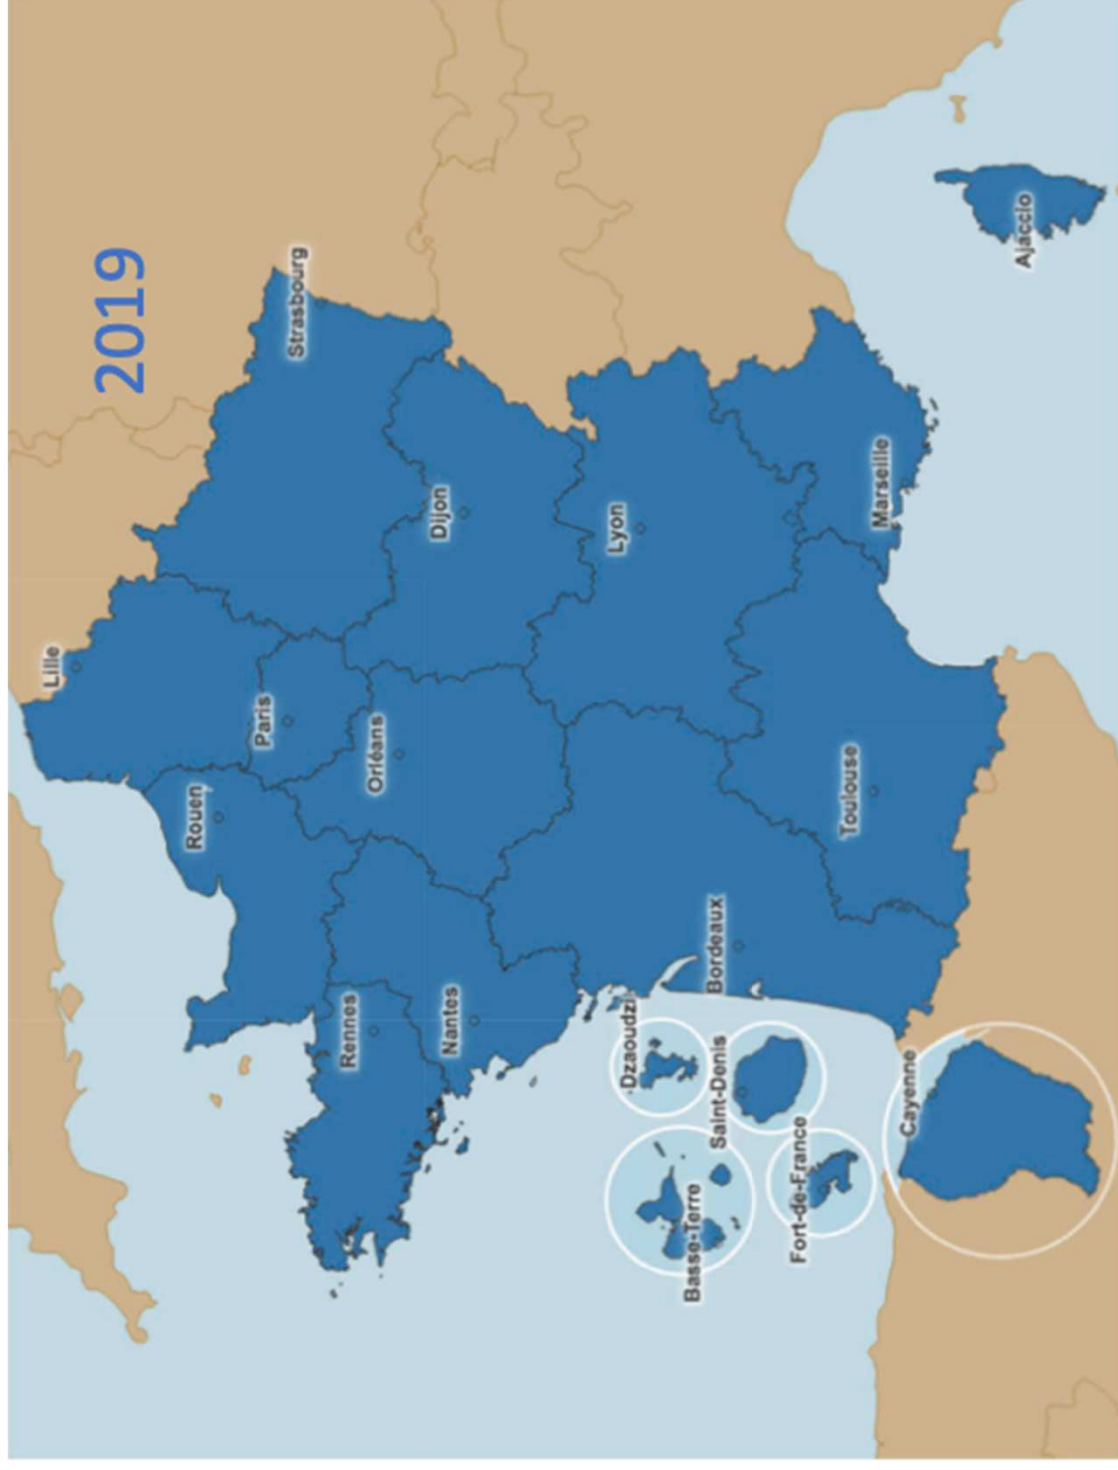 2019
Lille
Rouen
Paris
Strasbourg
Rennes
Orléans
Nantes
Dijon
Lyon
Bordeaux
Toulouse
Marseille
Ajaccio
Dzaoudzi
Basse-Terre
Saint-Denis
Fort-de-France
Cayenne